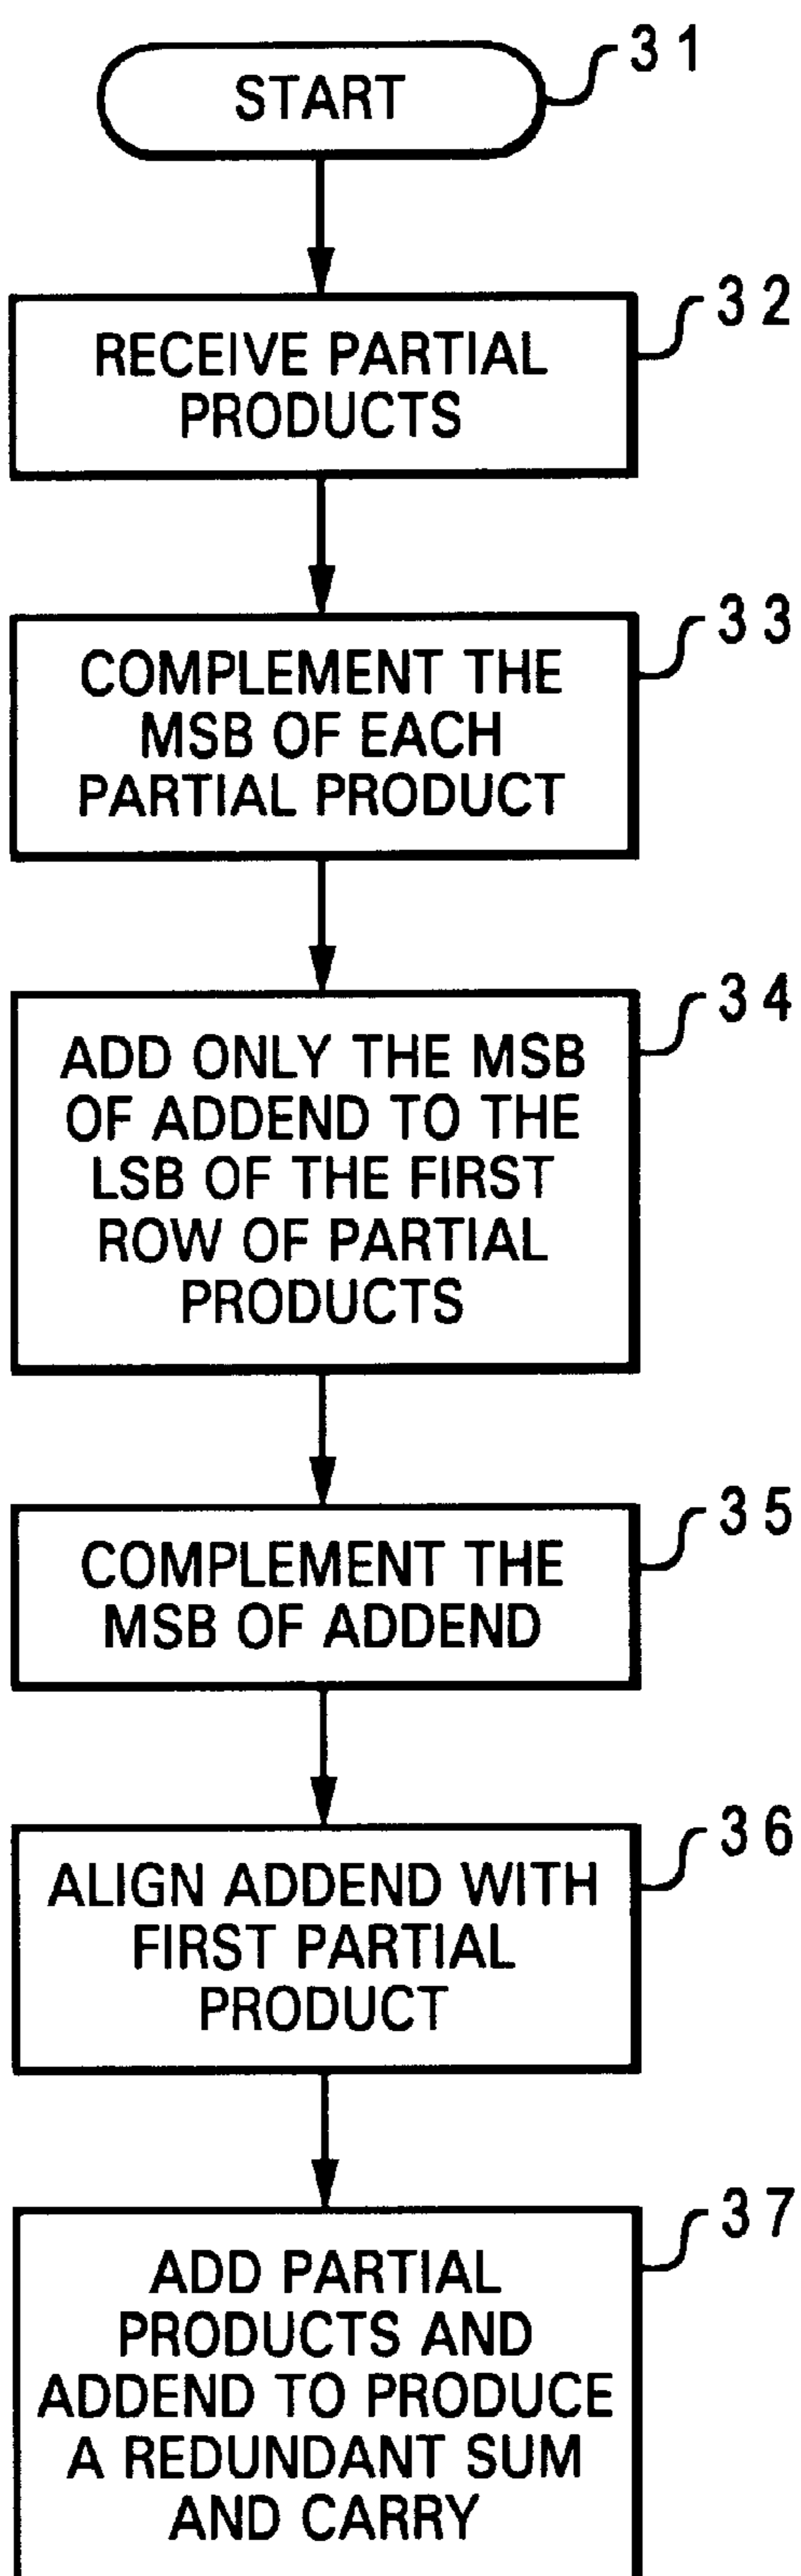 31
START
32
RECEIVE PARTIAL
PRODUCTS
33
COMPLEMENT THE
MSB OF EACH
PARTIAL PRODUCT
34
ADD ONLY THE MSB
OF ADDEND TO THE
LSB OF THE FIRST
ROW OF PARTIAL
PRODUCTS
35
COMPLEMENT THE
MSB OF ADDEND
36
ALIGN ADDEND WITH
FIRST PARTIAL
PRODUCT
37
ADD PARTIAL
PRODUCTS AND
ADDEND TO PRODUCE
A REDUNDANT SUM
AND CARRY